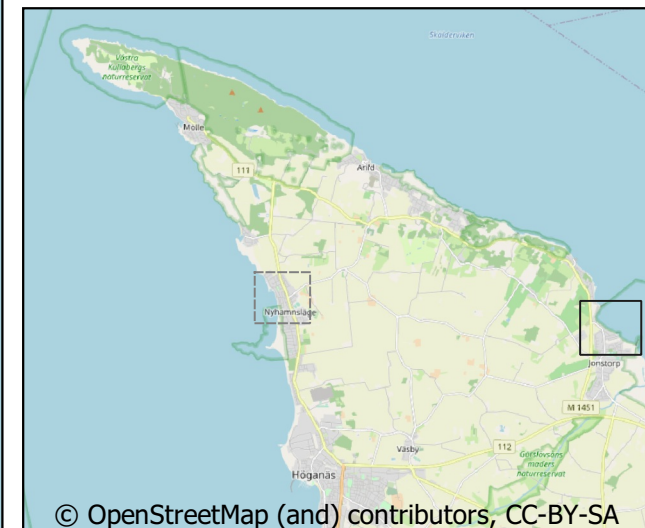 Skälderviken
Västra
Kullabergs
naturreservat
Mölle
111
Arild
Nyhamnsläge
Jonstorp
M 1451
112
Väsby
Görslövsåns
mader
naturreservat
Höganäs
© OpenStreetMap (and) contributors, CC-BY-SA